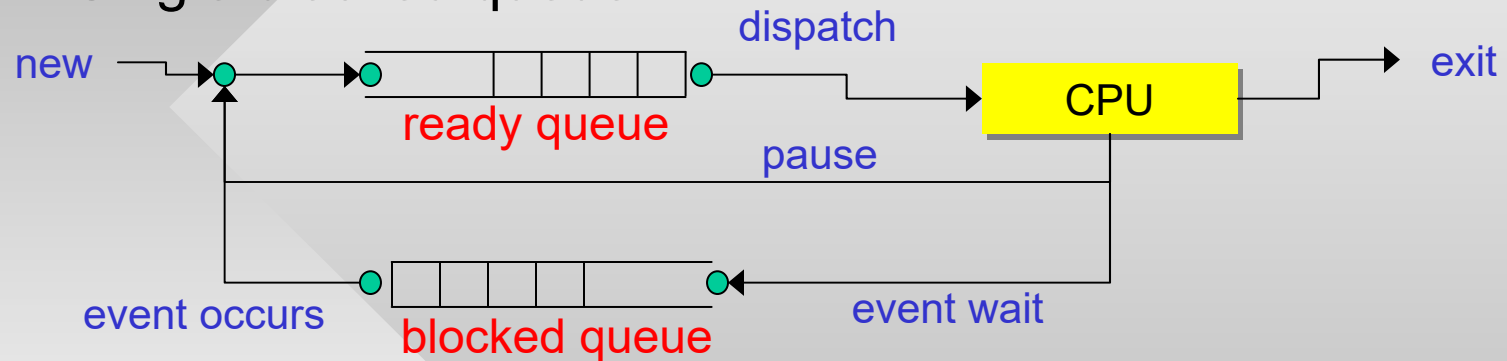 dispatch
new
exit
CPU
ready queue
pause
event occurs
event wait
blocked queue